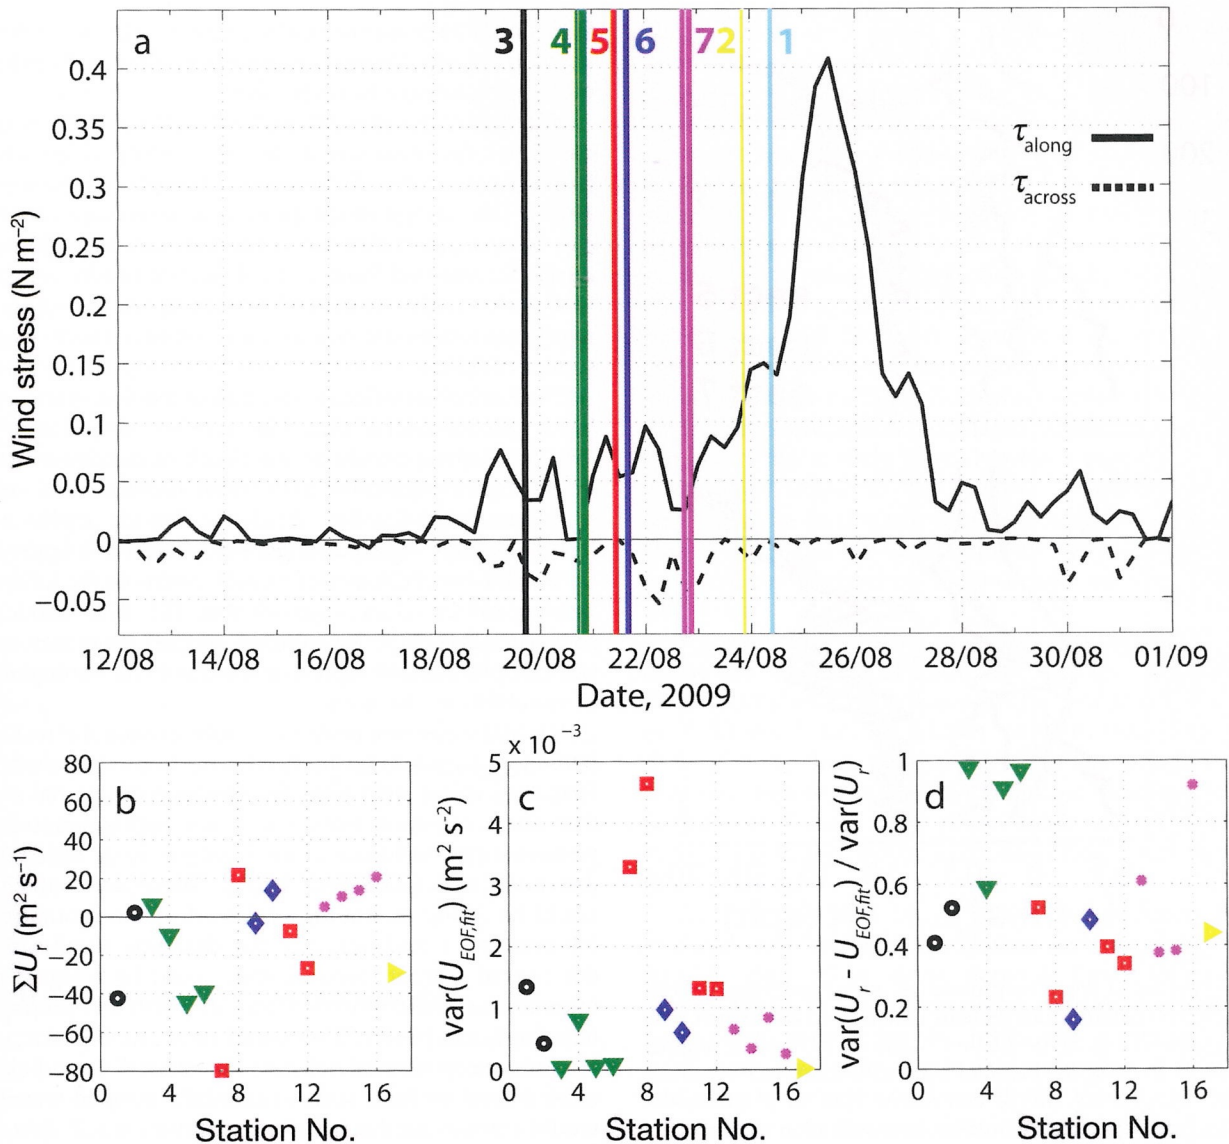 a
3 4 5 6 7 2 1
0.4
0.35
0.3
0.25
0.2
0.15
0.1
0.05
0
−0.05
Wind stress (N m⁻²)
τalong
τacross
12/08 14/08 16/08 18/08 20/08 22/08 24/08 26/08 28/08 30/08 01/09
Date, 2009
b
80
60
40
20
0
−20
−40
−60
−80
ΣUr (m² s⁻¹)
0 4 8 12 16
Station No.
x 10⁻³
c
5
4
3
2
1
0
var(UEOF,fit) (m² s⁻²)
0 4 8 12 16
Station No.
d
1
0.8
0.6
0.4
0.2
0
var(Ur - UEOF,fit) / var(Ur)
0 4 8 12 16
Station No.